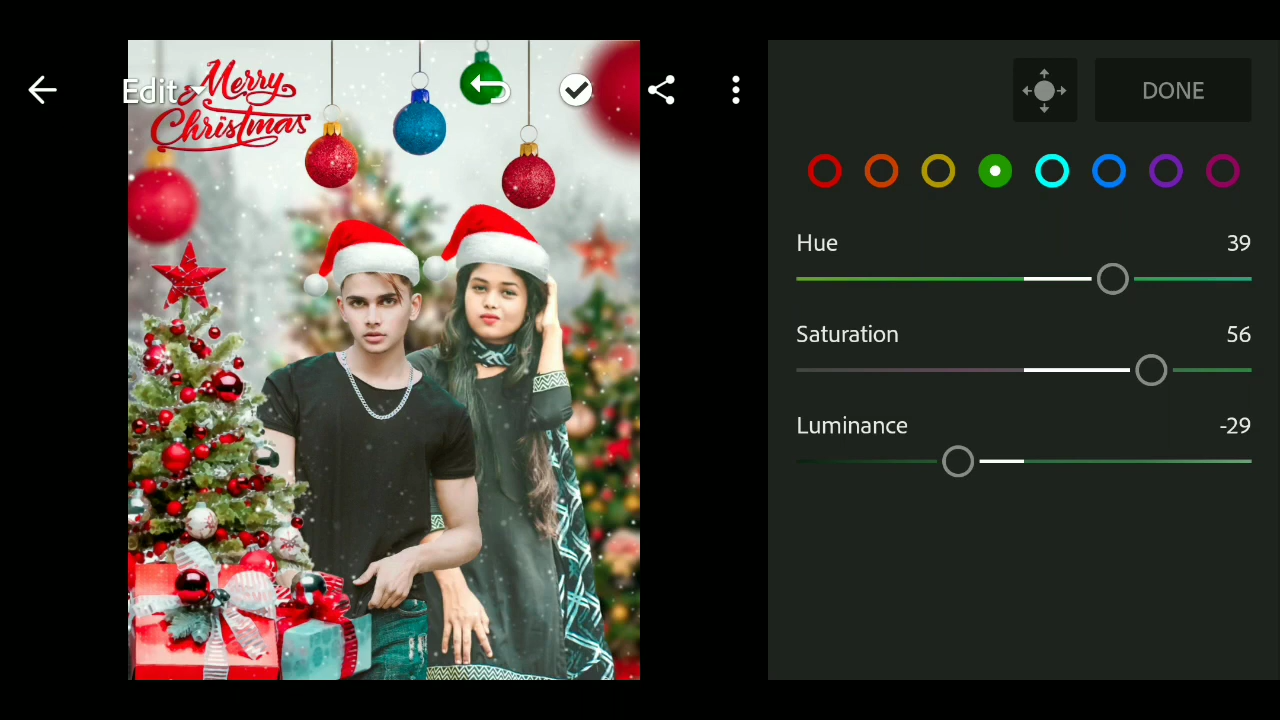 Edit
Merry
Christmas
DONE
Hue 39
Saturation 56
Luminance -29